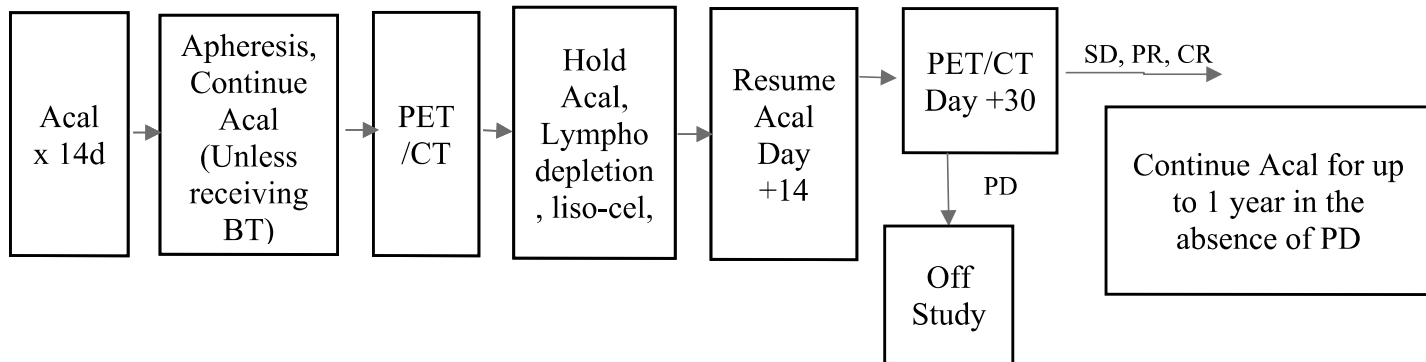 Acal
x 14d
Apheresis,
Continue
Acal
(Unless
receiving
BT)
PET
/CT
Hold
Acal,
Lympho
depletion
, liso-cel,
Resume
Acal
Day
+14
PET/CT
Day +30
SD, PR, CR
PD
Off
Study
Continue Acal for up
to 1 year in the
absence of PD